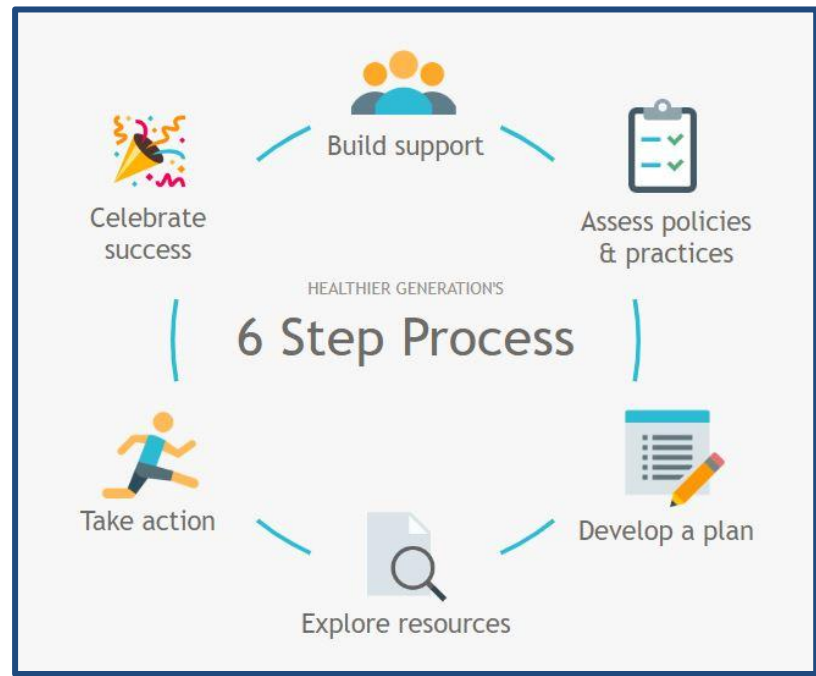 Build support
Assess policies
& practices
Develop a plan
Explore resources
Take action
Celebrate
success
HEALTHIER GENERATION'S
6 Step Process